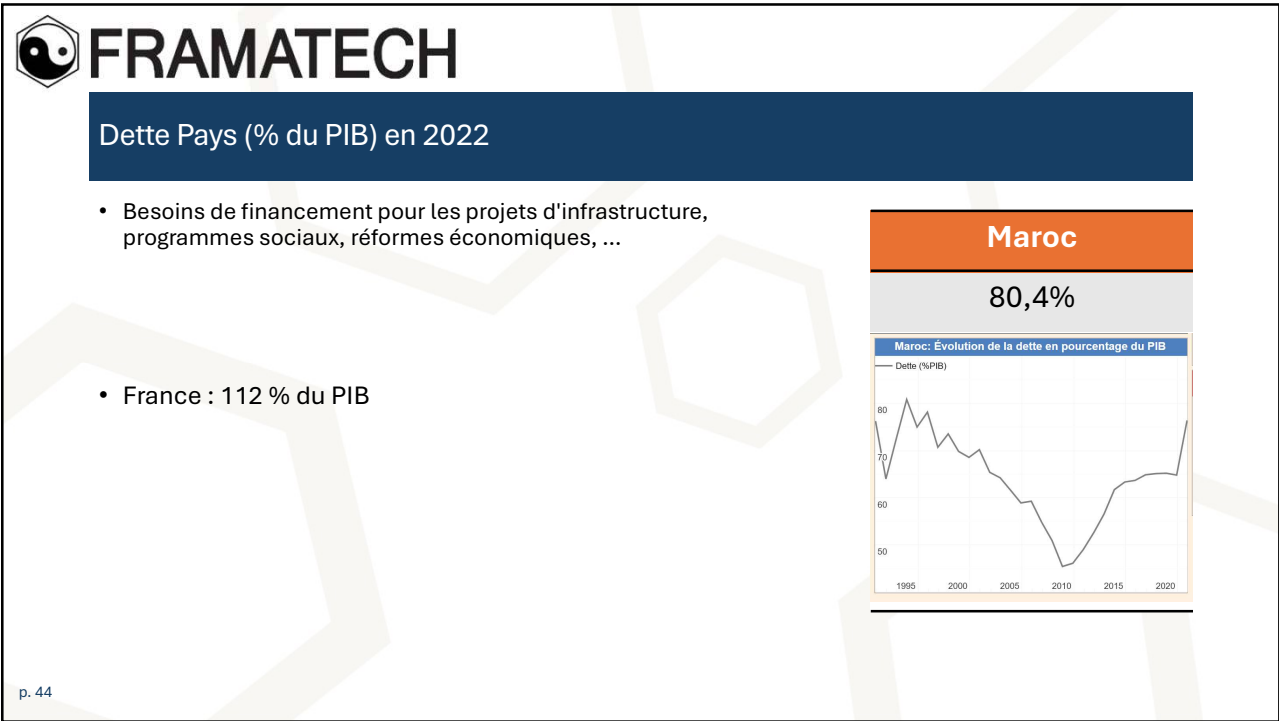 FRAMATECH
Dette Pays (% du PIB) en 2022
• Besoins de financement pour les projets d'infrastructure,
programmes sociaux, réformes économiques, ...
• France : 112 % du PIB
Maroc
80,4%
Maroc: Évolution de la dette en pourcentage du PIB
Dette (%PIB)
80
70
60
50
1995 2000 2005 2010 2015 2020
p. 44